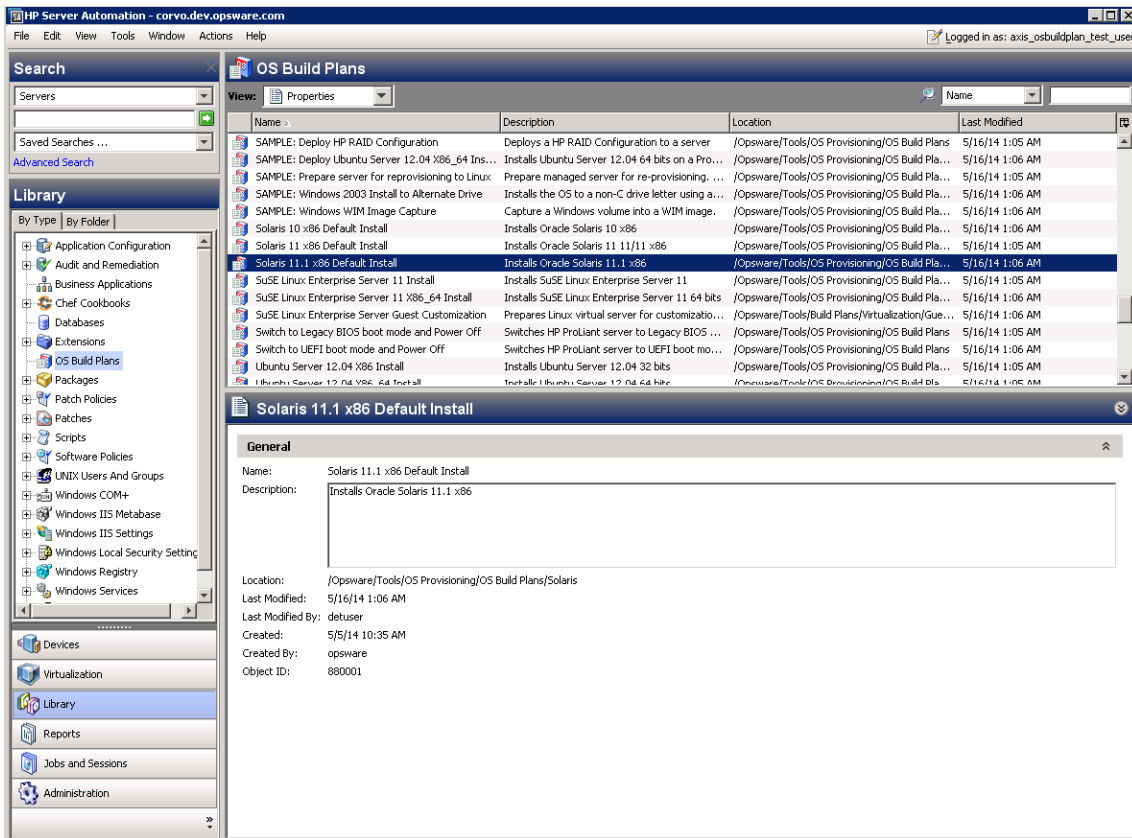 HP Server Automation - corvo.dev.opsware.com
File Edit View Tools Window Actions Help
Logged in as: axis_osbuildplan_test_user
Search
Servers
Saved Searches ...
Advanced Search
Library
By Type By Folder
Application Configuration
Audit and Remediation
Business Applications
Chef Cookbooks
Databases
Extensions
OS Build Plans
Packages
Patch Policies
Patches
Scripts
Software Policies
UNIX Users And Groups
Windows COM+
Windows IIS Metabase
Windows IIS Settings
Windows Local Security Setting
Windows Registry
Windows Services
Devices
Virtualization
Library
Reports
Jobs and Sessions
Administration
OS Build Plans
View: Properties
Name
Name Description Location Last Modified
SAMPLE: Deploy HP RAID Configuration Deploys a HP RAID Configuration to a server /Opsware/Tools/OS Provisioning/OS Build Plans 5/16/14 1:05 AM
SAMPLE: Deploy Ubuntu Server 12.04 X86_64 Ins... Installs Ubuntu Server 12.04 64 bits on a Pro... /Opsware/Tools/OS Provisioning/OS Build Pla... 5/16/14 1:05 AM
SAMPLE: Prepare server for reprovisioning to Linux Prepare managed server for re-provisioning. ... /Opsware/Tools/OS Provisioning/OS Build Plans 5/16/14 1:05 AM
SAMPLE: Windows 2003 Install to Alternate Drive Installs the OS to a non-C drive letter using a... /Opsware/Tools/OS Provisioning/OS Build Pla... 5/16/14 1:05 AM
SAMPLE: Windows WIM Image Capture Capture a Windows volume into a WIM image. /Opsware/Tools/OS Provisioning/OS Build Pla... 5/16/14 1:05 AM
Solaris 10 x86 Default Install Installs Oracle Solaris 10 x86 /Opsware/Tools/OS Provisioning/OS Build Pla... 5/16/14 1:06 AM
Solaris 11 x86 Default Install Installs Oracle Solaris 11 11/11 x86 /Opsware/Tools/OS Provisioning/OS Build Pla... 5/16/14 1:05 AM
Solaris 11.1 x86 Default Install Installs Oracle Solaris 11.1 x86 /Opsware/Tools/OS Provisioning/OS Build Pla... 5/16/14 1:06 AM
SuSE Linux Enterprise Server 11 Install Installs SuSE Linux Enterprise Server 11 /Opsware/Tools/OS Provisioning/OS Build Pla... 5/16/14 1:06 AM
SuSE Linux Enterprise Server 11 X86_64 Install Installs SuSE Linux Enterprise Server 11 64 bits /Opsware/Tools/OS Provisioning/OS Build Pla... 5/16/14 1:06 AM
SuSE Linux Enterprise Server Guest Customization Prepares Linux virtual server for customizatio... /Opsware/Tools/Build Plans/Virtualization/Gue... 5/16/14 1:06 AM
Switch to Legacy BIOS boot mode and Power Off Switches HP ProLiant server to Legacy BIOS ... /Opsware/Tools/OS Provisioning/OS Build Plans 5/16/14 1:06 AM
Switch to UEFI boot mode and Power Off Switches HP ProLiant server to UEFI boot mo... /Opsware/Tools/OS Provisioning/OS Build Plans 5/16/14 1:06 AM
Ubuntu Server 12.04 X86 Install Installs Ubuntu Server 12.04 32 bits /Opsware/Tools/OS Provisioning/OS Build Pla... 5/16/14 1:06 AM
Ubuntu Server 12.04 X86_64 Install Installs Ubuntu Server 12.04 64 bits /Opsware/Tools/OS Provisioning/OS Build Pla... 5/16/14 1:05 AM
Solaris 11.1 x86 Default Install
General
Name: Solaris 11.1 x86 Default Install
Description: Installs Oracle Solaris 11.1 x86
Location: /Opsware/Tools/OS Provisioning/OS Build Plans/Solaris
Last Modified: 5/16/14 1:06 AM
Last Modified By: detuser
Created: 5/5/14 10:35 AM
Created By: opsware
Object ID: 880001